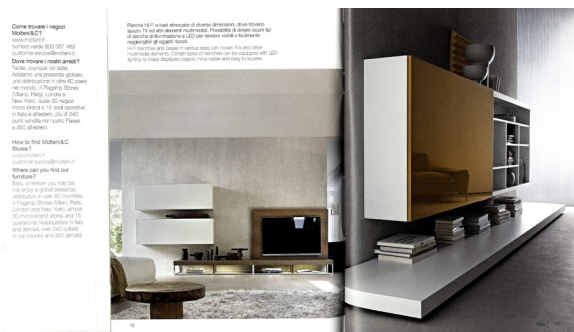 Come trovare i negozi
Molteni&C
www.molteni.it
numero verde 800 387 489
customer.service@molteni.it
Dove trovare i nostri arredi?
Facile, ovunque voi siate.
Abbiamo una presenza globale,
una distribuzione in oltre 60 paesi
nel mondo, 4 Flagship Stores
(Milano, Parigi, Londra e
New York), quasi 30 negozi
mono-brand e 15 sedi operative
in Italia e all'estero, più di 240
punti vendita nel nostro Paese
e 350 all'estero.
How to find Molteni&C
Stores?
www.molteni.it
customer.service@molteni.it
Where can you find our
furniture?
Easy, wherever you may be.
We enjoy a global presence,
distribution in over 60 countries,
4 Flagship Stores (Milan, Paris,
London and New York), almost
30 mono-brand stores and 15
operational headquarters in Italy
and abroad, over 240 outlets
in our country and 350 abroad.
Panche Hi-Fi e basi attrezzate di diverse dimensioni, dove trovano
spazio TV ed altri elementi multimediali. Possibilità di dotare alcuni tipi
di panche di illuminazione a LED per rendere visibili e facilmente
raggiungibili gli oggetti riposti.
Hi-Fi benches and bases in various sizes can house TVs and other
multimedia elements. Certain types of benches can be equipped with LED
lighting to make displayed objects more visible and easy to access.
16